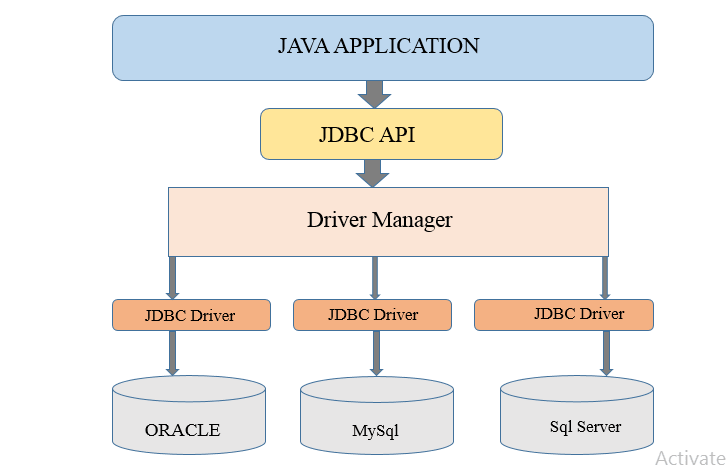 JAVA APPLICATION
JDBC API
Driver Manager
JDBC Driver
JDBC Driver
JDBC Driver
ORACLE
MySql
Sql Server
Activate